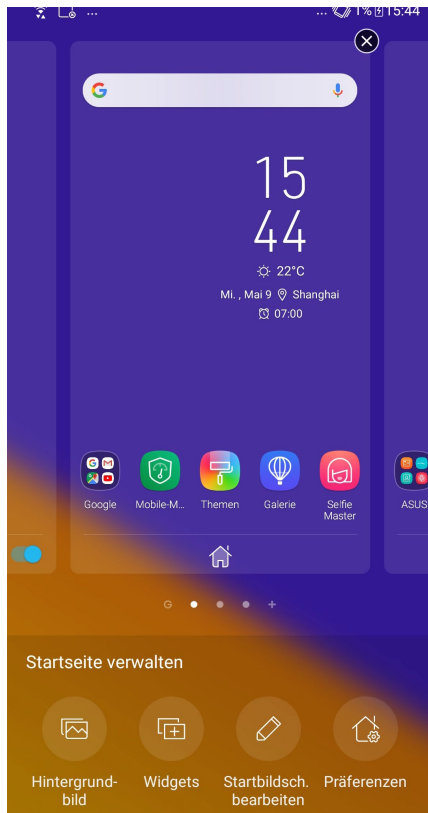 ... ... 1% 15:44
G
15
44
22°C
Mi. , Mai 9 Shanghai
07:00
Google Mobile-M... Themen Galerie Selfie Master ASUS
G
Startseite verwalten
Hintergrund-
bild
Widgets
Startbildsch.
bearbeiten
Präferenzen